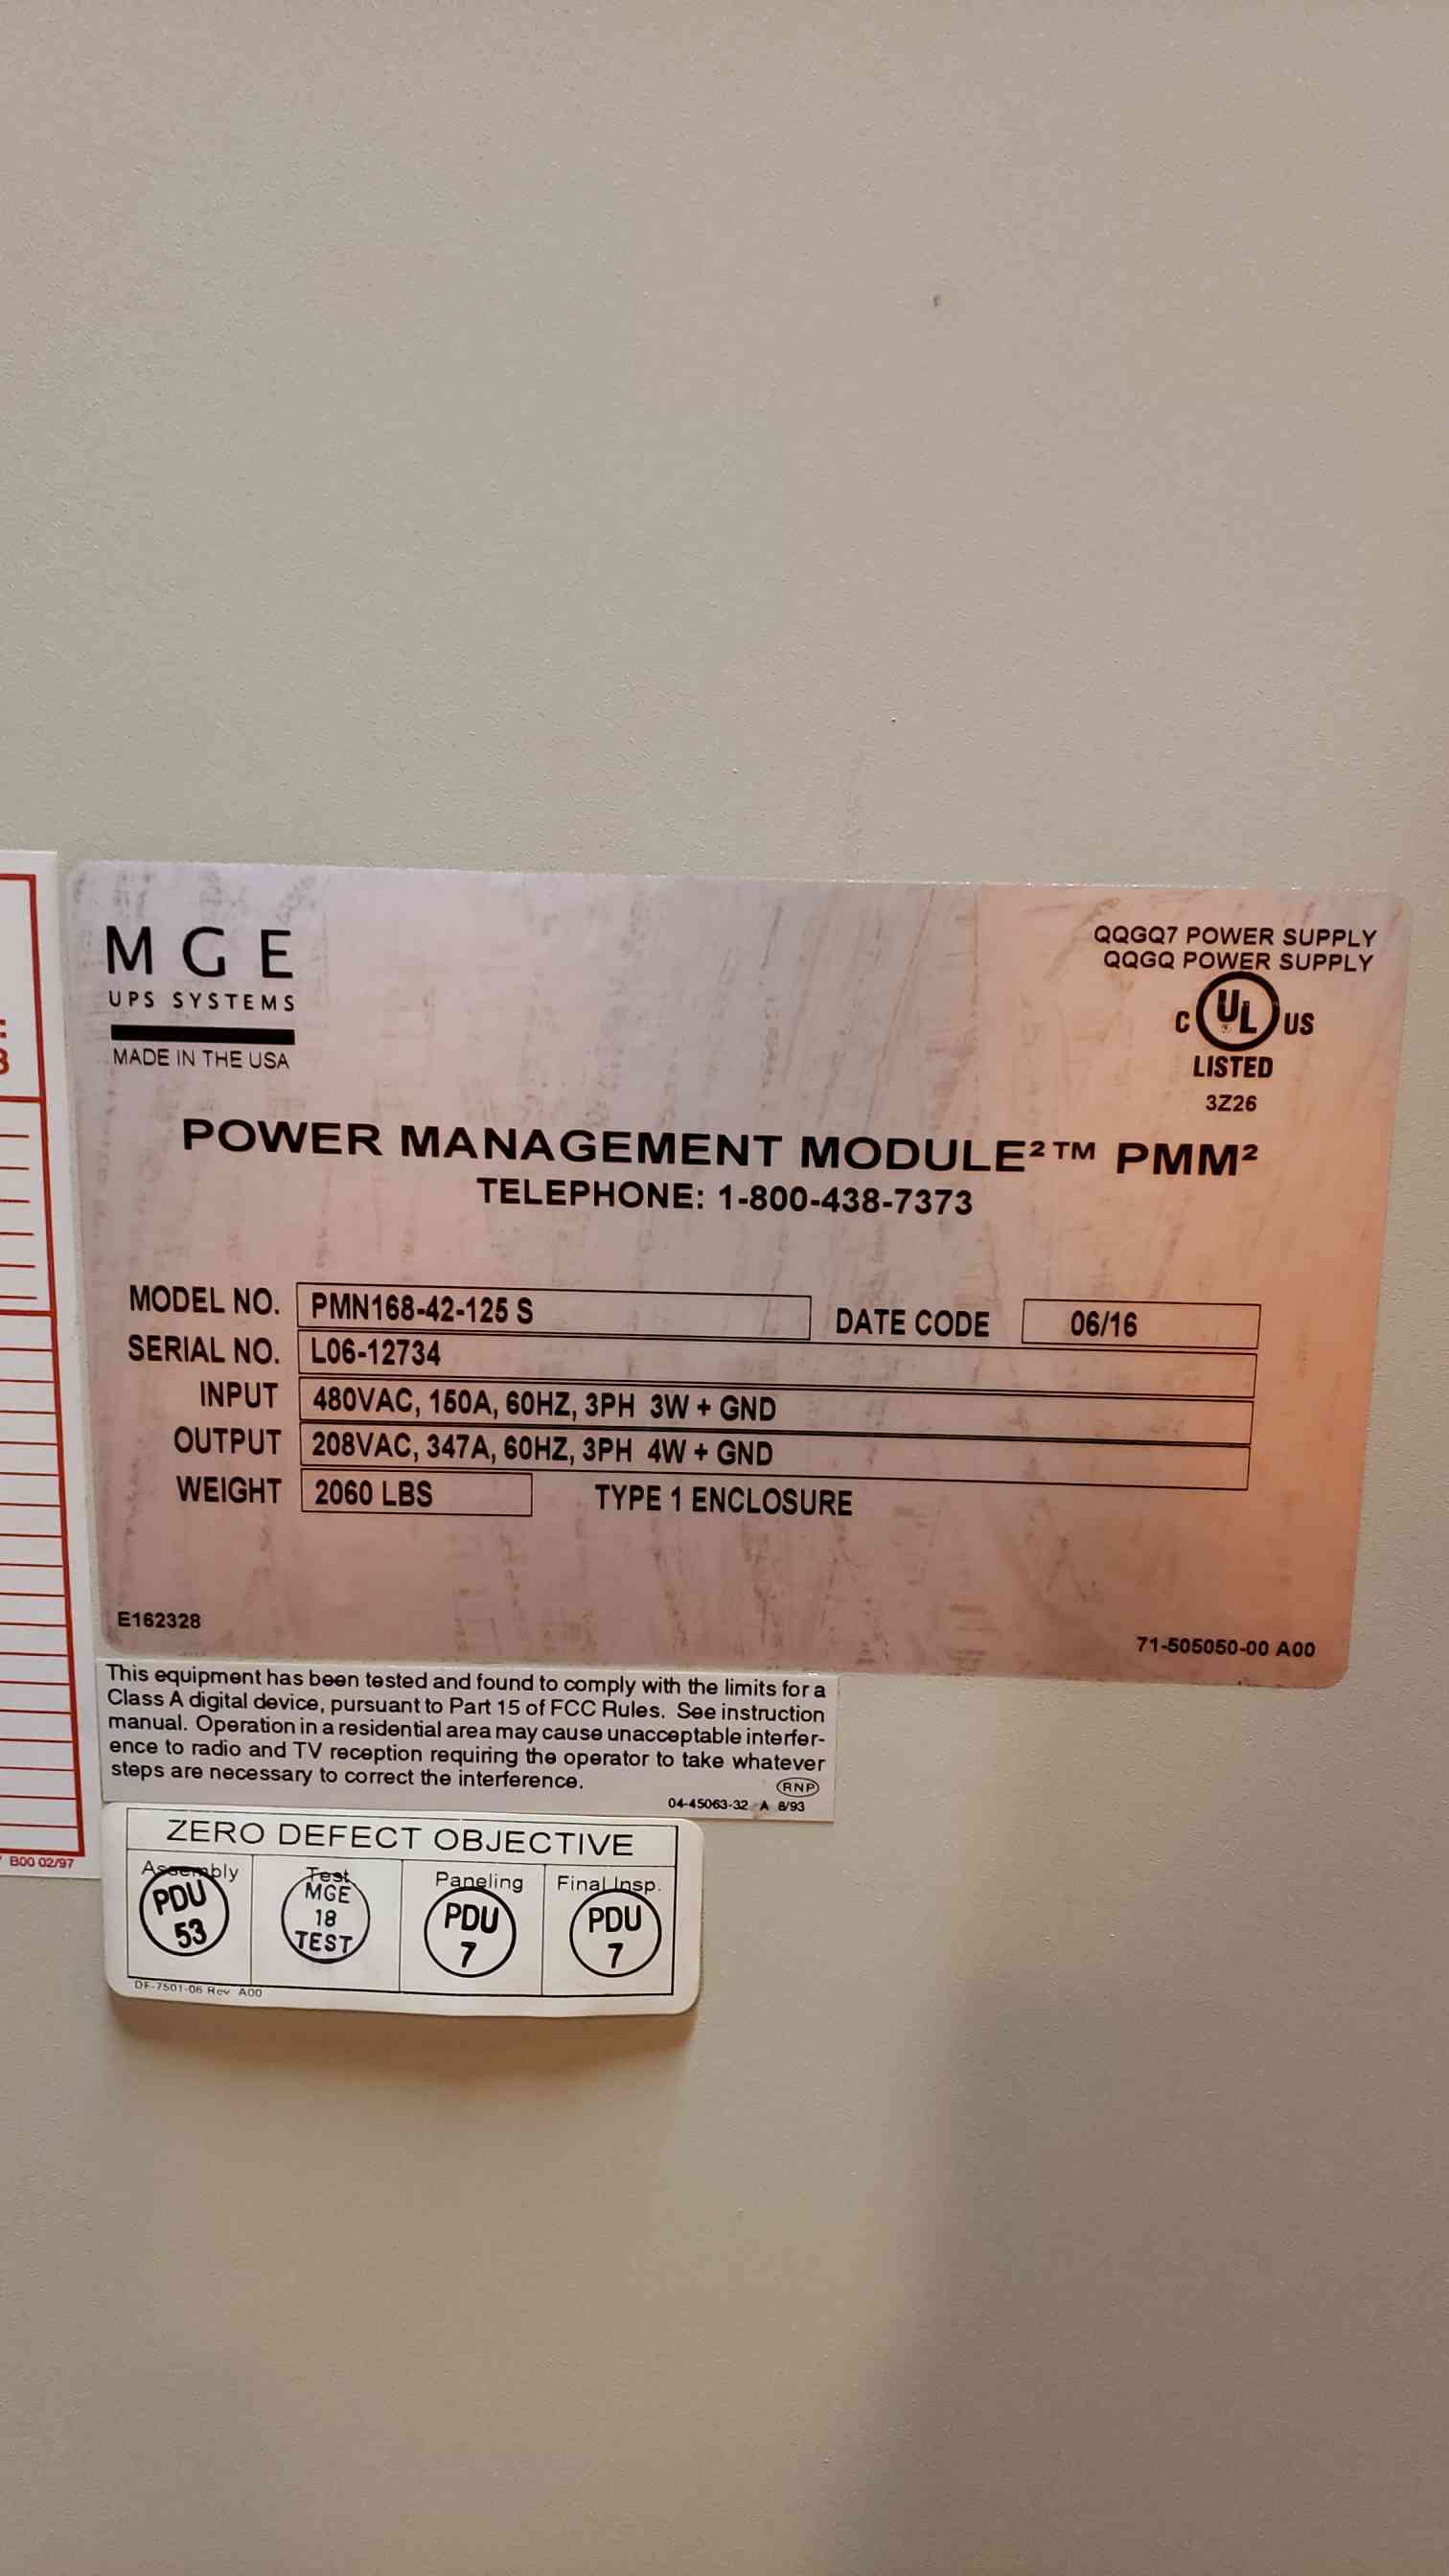 MGE
UPS SYSTEMS
MADE IN THE USA
QQGQ7 POWER SUPPLY
QQGQ POWER SUPPLY
C UL US
LISTED
3Z26
POWER MANAGEMENT MODULE²™ PMM²
TELEPHONE: 1-800-438-7373
MODEL NO. PMN168-42-125 S DATE CODE 06/16
SERIAL NO. L06-12734
INPUT 480VAC, 150A, 60HZ, 3PH 3W + GND
OUTPUT 208VAC, 347A, 60HZ, 3PH 4W + GND
WEIGHT 2060 LBS TYPE 1 ENCLOSURE
E162328
71-505050-00 A00
This equipment has been tested and found to comply with the limits for a
Class A digital device, pursuant to Part 15 of FCC Rules. See instruction
manual. Operation in a residential area may cause unacceptable interfer-
ence to radio and TV reception requiring the operator to take whatever
steps are necessary to correct the interference.
RNP
04-45063-32 A 8/93
B00 02/97
ZERO DEFECT OBJECTIVE
Assembly Test Paneling Final Insp.
PDU 53
MGE 18 TEST
PDU 7
PDU 7
DF-7501-06 Rev A00